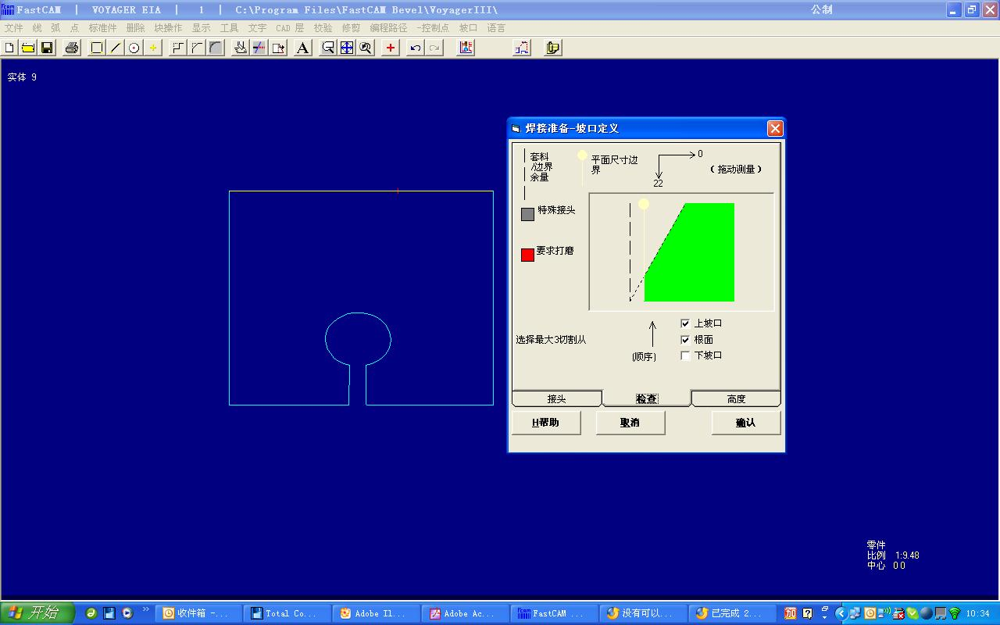 FastCAM | VOYAGER EIA | 1 | C:\Program Files\FastCAM Bevel\VoyagerIII\ 公制
文件 线 弧 点 标准件 删除 块操作 显示 工具 文字 CAD 层 校验 修剪 编程路径 -控制点 坡口 语言
实体 9
焊接准备-坡口定义
套料
/边界
余量
平面尺寸边
界
0
22
(拖动测量)
特殊接头
要求打磨
选择最大3切割从
(顺序)
上坡口
根面
下坡口
接头 检查 高度
H帮助 取消 确认
零件
比例 1:9.48
中心 0 0
开始 收件箱 -... Total Co... Adobe Il... Adobe Ac... FastCAM ... 没有可以... 已完成 2... 10:34